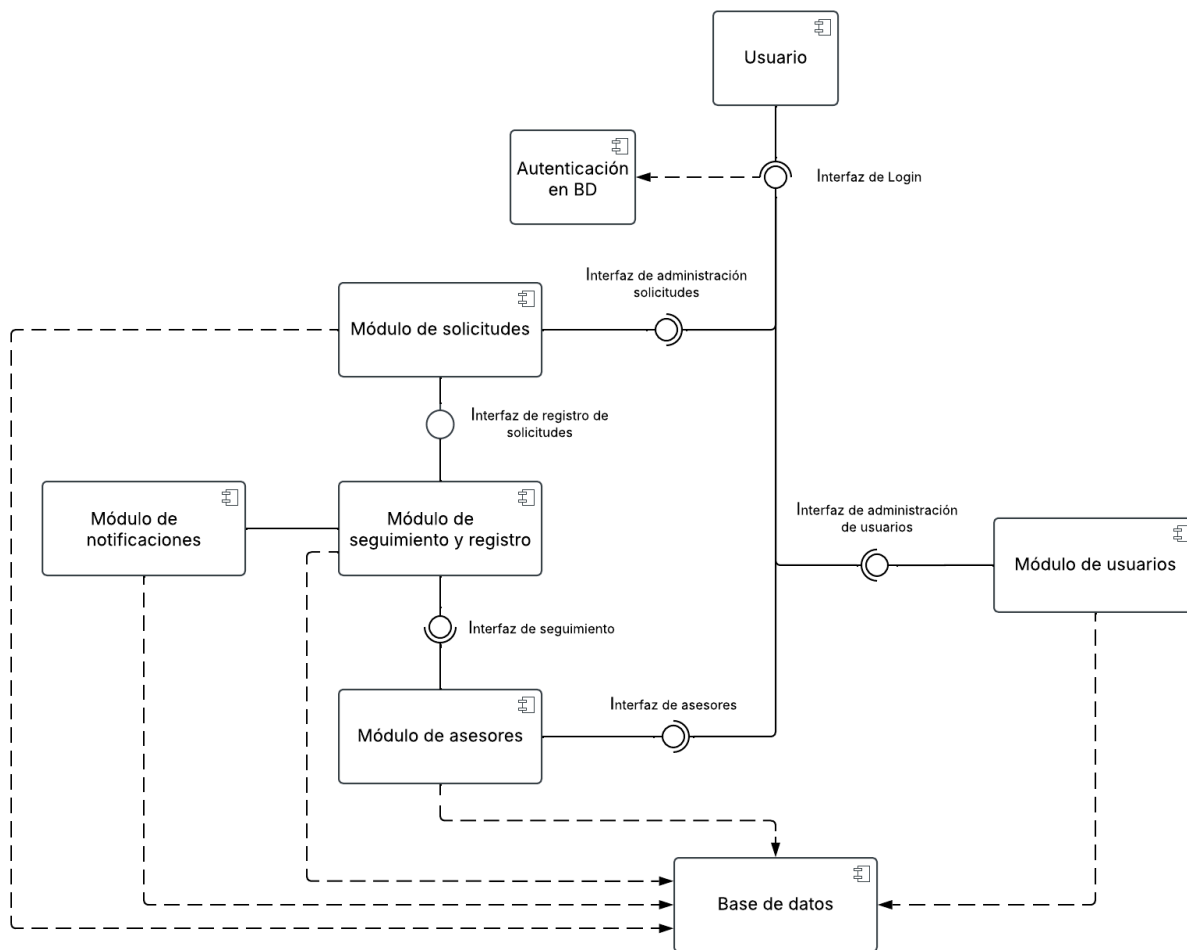 Usuario
Autenticación
en BD
Interfaz de Login
Interfaz de administración
solicitudes
Módulo de solicitudes
Interfaz de registro de
solicitudes
Módulo de
notificaciones
Módulo de
seguimiento y registro
Interfaz de administración
de usuarios
Módulo de usuarios
Interfaz de seguimiento
Módulo de asesores
Interfaz de asesores
Base de datos